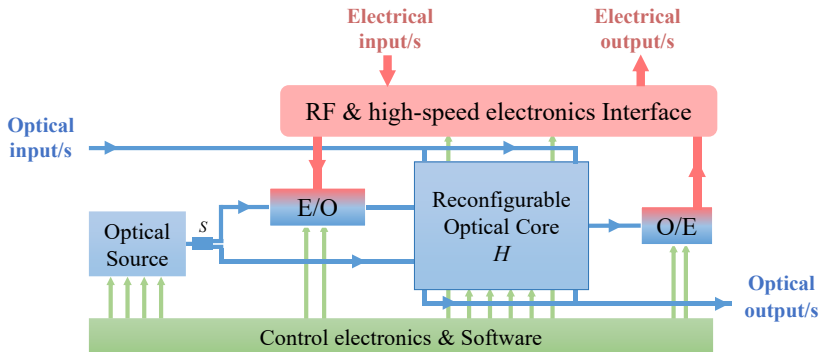 Electrical
input/s
Electrical
output/s
RF & high-speed electronics Interface
Optical
input/s
E/O
Reconfigurable
Optical Core
H
O/E
Optical
Source
S
Optical
output/s
Control electronics & Software